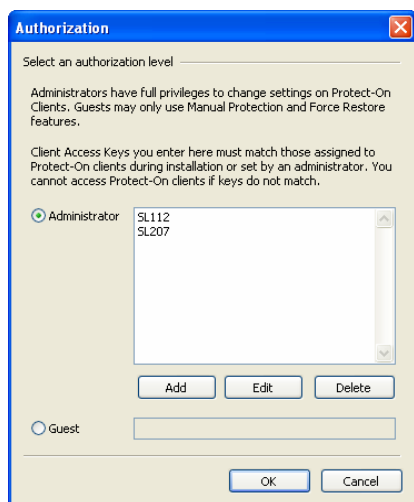 Authorization
Select an authorization level
Administrators have full privileges to change settings on Protect-On
Clients. Guests may only use Manual Protection and Force Restore
features.
Client Access Keys you enter here must match those assigned to
Protect-On clients during installation or set by an administrator. You
cannot access Protect-On clients if keys do not match.
Administrator
SL112
SL207
Add
Edit
Delete
Guest
OK
Cancel